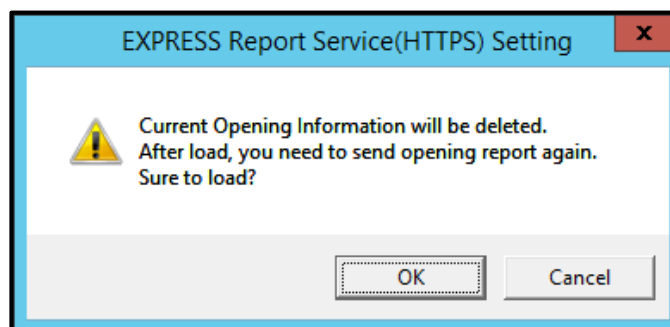 EXPRESS Report Service(HTTPS) Setting
x
Current Opening Information will be deleted.
After load, you need to send opening report again.
Sure to load?
OK
Cancel